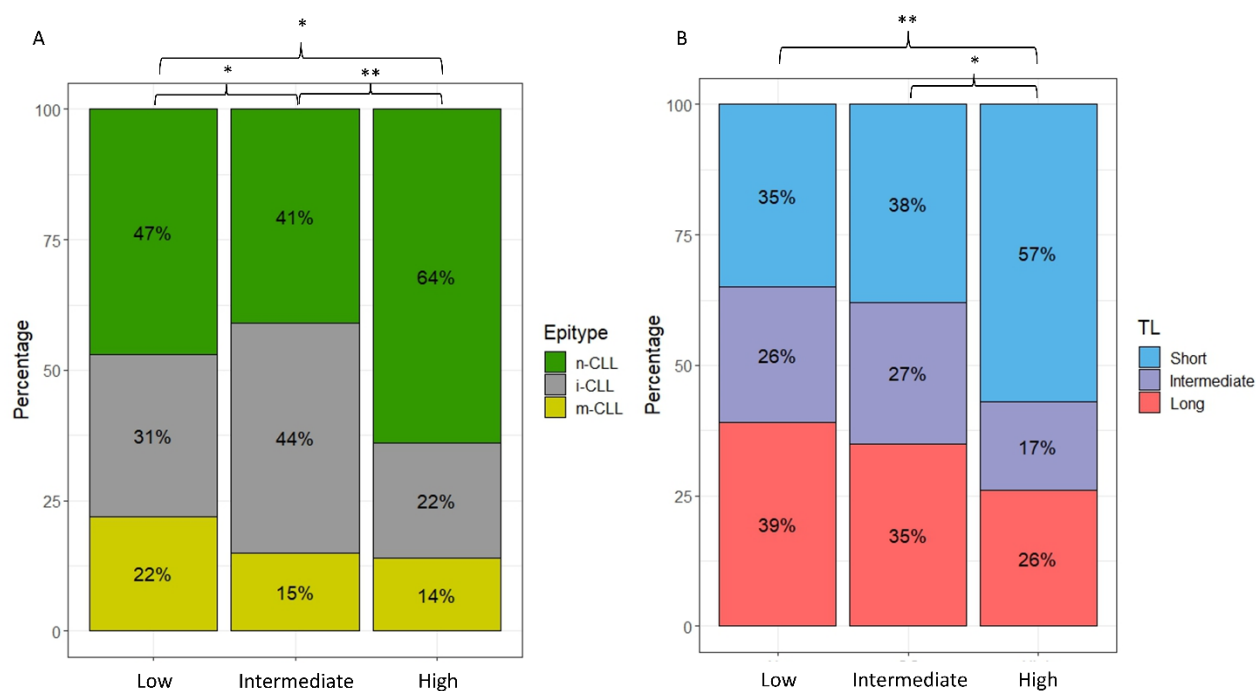 A
*
*
**
100
75
50
25
0
Percentage
47%
41%
64%
31%
44%
22%
22%
15%
14%
Low
Intermediate
High
Epitype
n-CLL
i-CLL
m-CLL
B
**
*
100
75
50
25
0
Percentage
35%
38%
57%
26%
27%
17%
39%
35%
26%
Low
Intermediate
High
TL
Short
Intermediate
Long